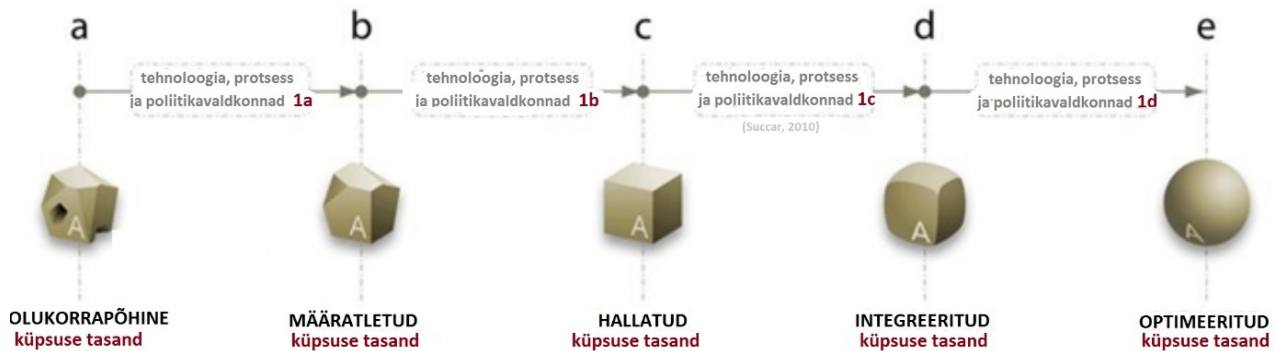 a
b
c
d
e
tehnoloogia, protsess
ja poliitikavaldkonnad 1a
tehnoloogia, protsess
ja poliitikavaldkonnad 1b
tehnoloogia, protsess
ja poliitikavaldkonnad 1c
(Succar, 2010)
tehnoloogia, protsess
ja poliitikavaldkonnad 1d
A
A
A
A
A
OLUKORRAPÕHINE
küpsuse tasand
MÄÄRATLETUD
küpsuse tasand
HALLATUD
küpsuse tasand
INTEGREERITUD
küpsuse tasand
OPTIMEERITUD
küpsuse tasand